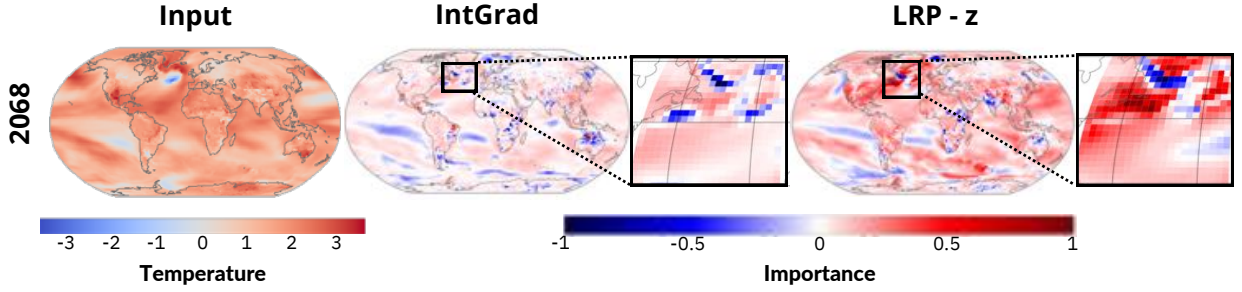 Input IntGrad LRP - z
2068
-3 -2 -1 0 1 2 3
Temperature
-1 -0.5 0 0.5 1
Importance